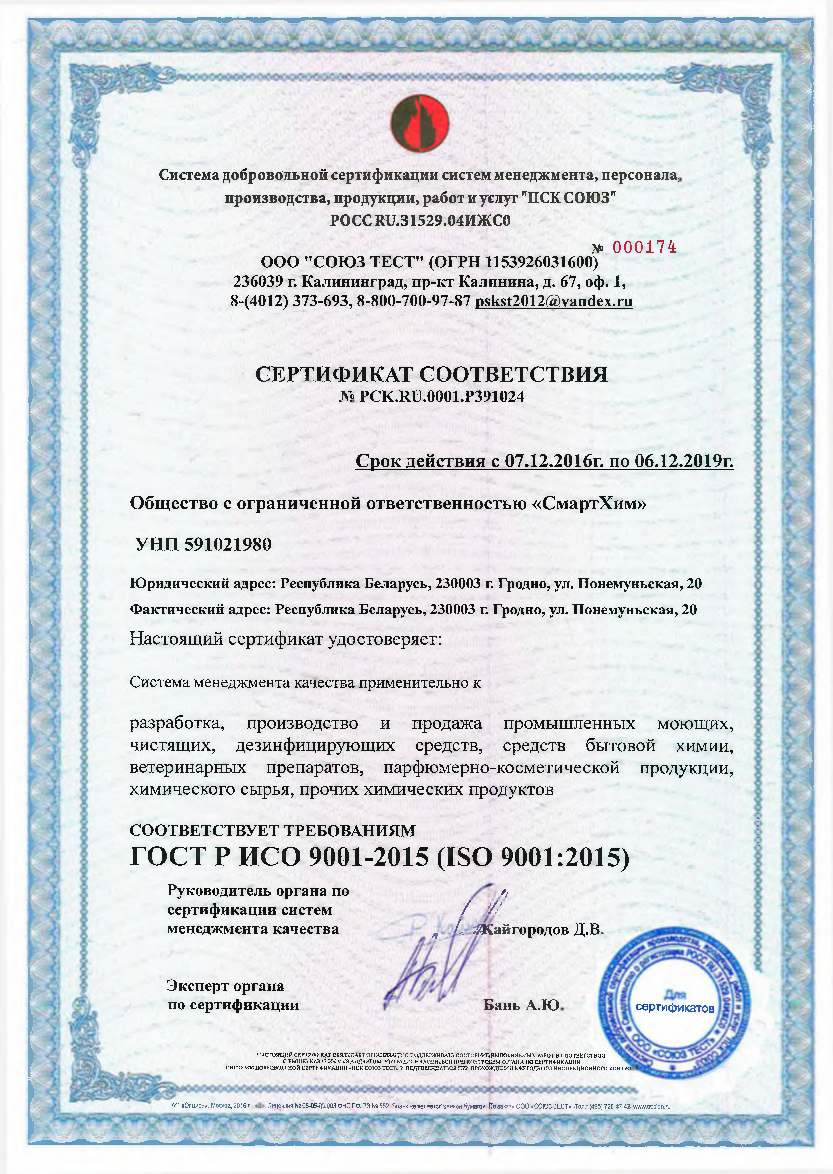 Система добровольной сертификации систем менеджмента, персонала,
производства, продукции, работ и услуг "ПСК СОЮЗ"
РОСС RU.31529.04ИЖС0
№ 000174
ООО "СОЮЗ ТЕСТ" (ОГРН 1153926031600)
236039 г. Калининград, пр-кт Калинина, д. 67, оф. 1,
8-(4012) 373-693, 8-800-700-97-87 pskst2012@yandex.ru
СЕРТИФИКАТ СООТВЕТСТВИЯ
№ РСК.RU.0001.Р391024
Срок действия с 07.12.2016г. по 06.12.2019г.
Общество с ограниченной ответственностью «СмартХим»
УНП 591021980
Юридический адрес: Республика Беларусь, 230003 г. Гродно, ул. Понемуньская, 20
Фактический адрес: Республика Беларусь, 230003 г. Гродно, ул. Понемуньская, 20
Настоящий сертификат удостоверяет:
Система менеджмента качества применительно к
разработка, производство и продажа промышленных моющих,
чистящих, дезинфицирующих средств, средств бытовой химии,
ветеринарных препаратов, парфюмерно-косметической продукции,
химического сырья, прочих химических продуктов
СООТВЕТСТВУЕТ ТРЕБОВАНИЯМ
ГОСТ Р ИСО 9001-2015 (ISO 9001:2015)
Руководитель органа по
сертификации систем
менеджмента качества
Кайгородов Д.В.
Эксперт органа
по сертификации
Бань А.Ю.
Для
сертификатов
ООО «СОЮЗ ТЕСТ»